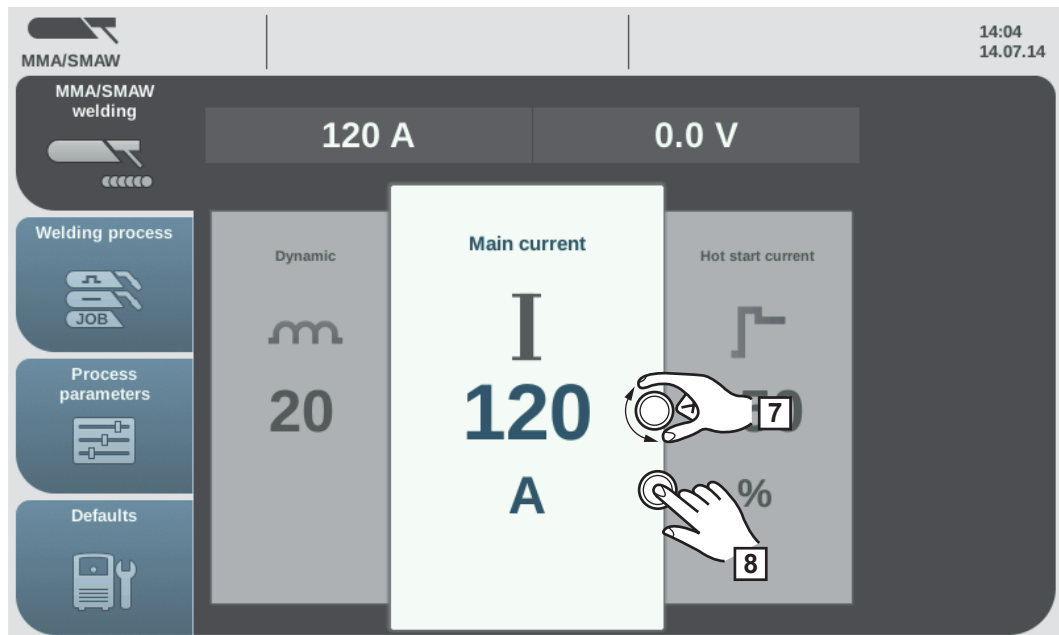 MMA/SMAW
14:04
14.07.14
MMA/SMAW
welding
120 A
0.0 V
Welding process
JOB
Process
parameters
Defaults
Dynamic
20
Main current
I
120
A
Hot start current
%
7
8